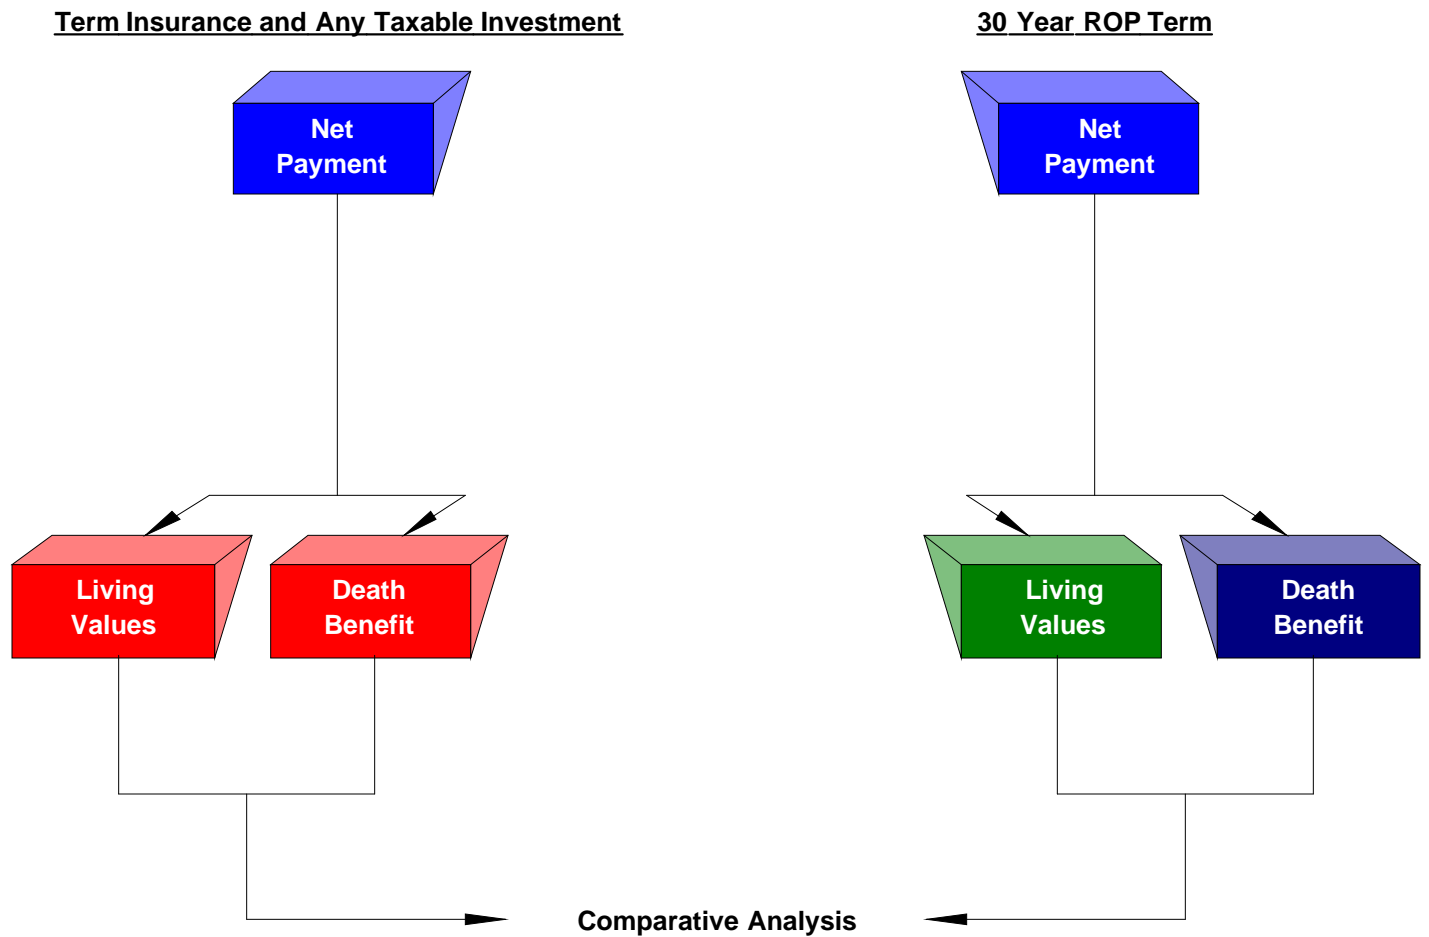 Term Insurance and Any Taxable Investment
30 Year ROP Term
Net
Payment
Net
Payment
Living
Values
Death
Benefit
Living
Values
Death
Benefit
Comparative Analysis